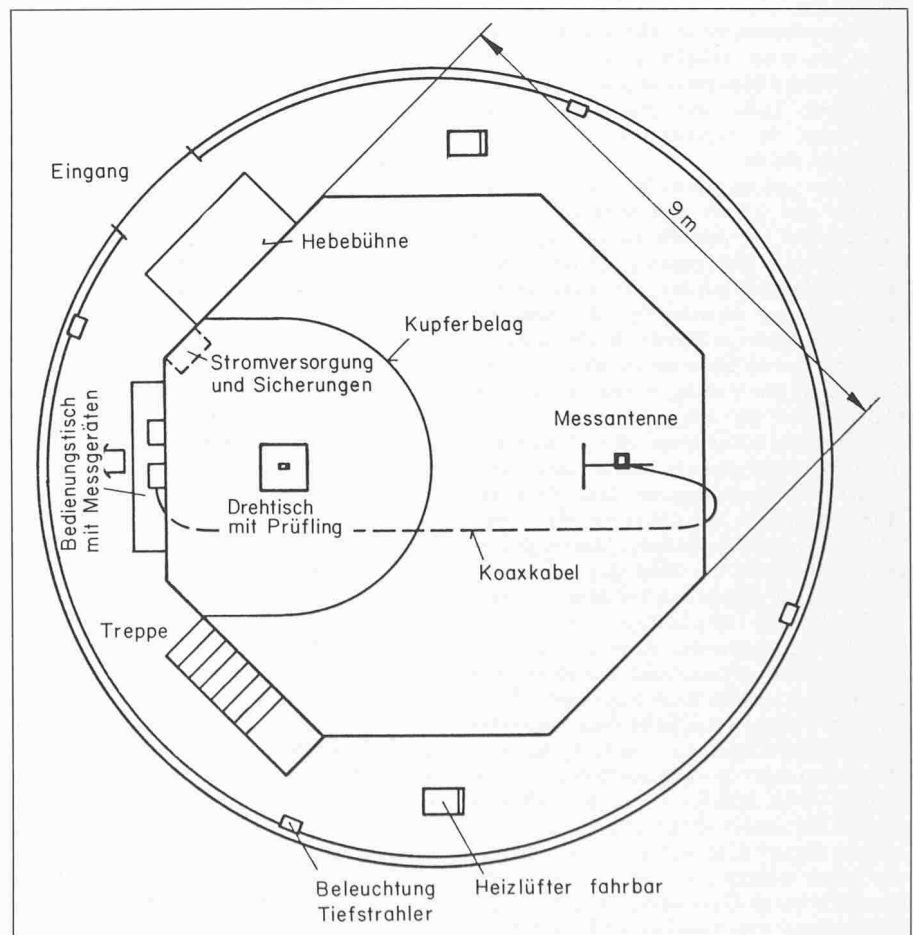 Eingang
9 m
Hebebühne
Kupferbelag
Stromversorgung
und Sicherungen
Messantenne
Bedienungstisch
mit Messgeräten
Drehtisch
mit Prüfling
Koaxkabel
Treppe
Beleuchtung
Tiefstrahler
Heizlüfter fahrbar